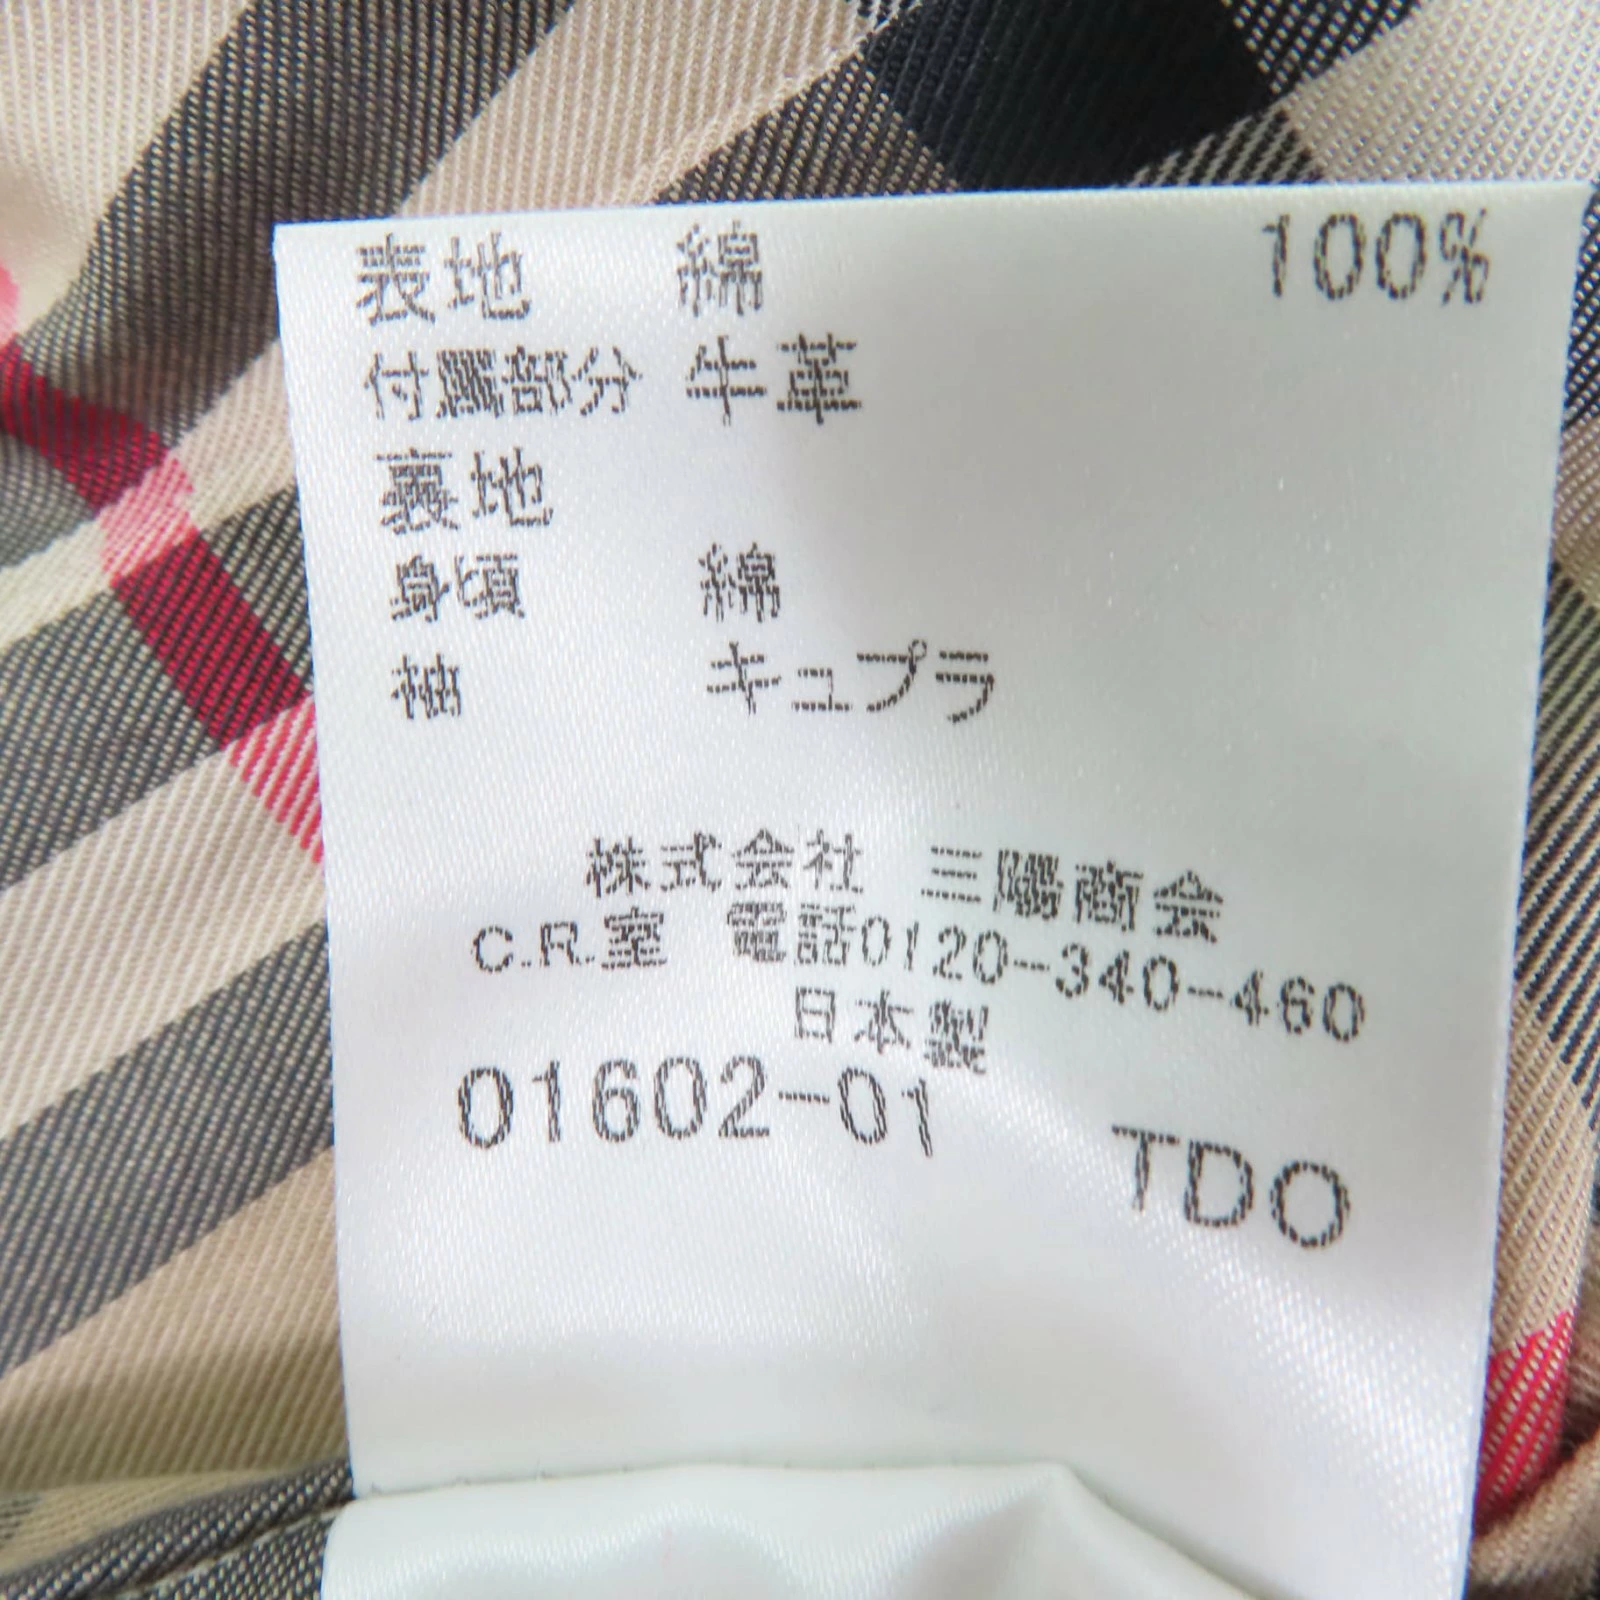 表地 綿 100%
付属部分 牛革
裏地
身頃 綿
袖 キュプラ
株式会社 三陽商会
C.R.室 電話0120-340-460
日本製
01602-01
TDO